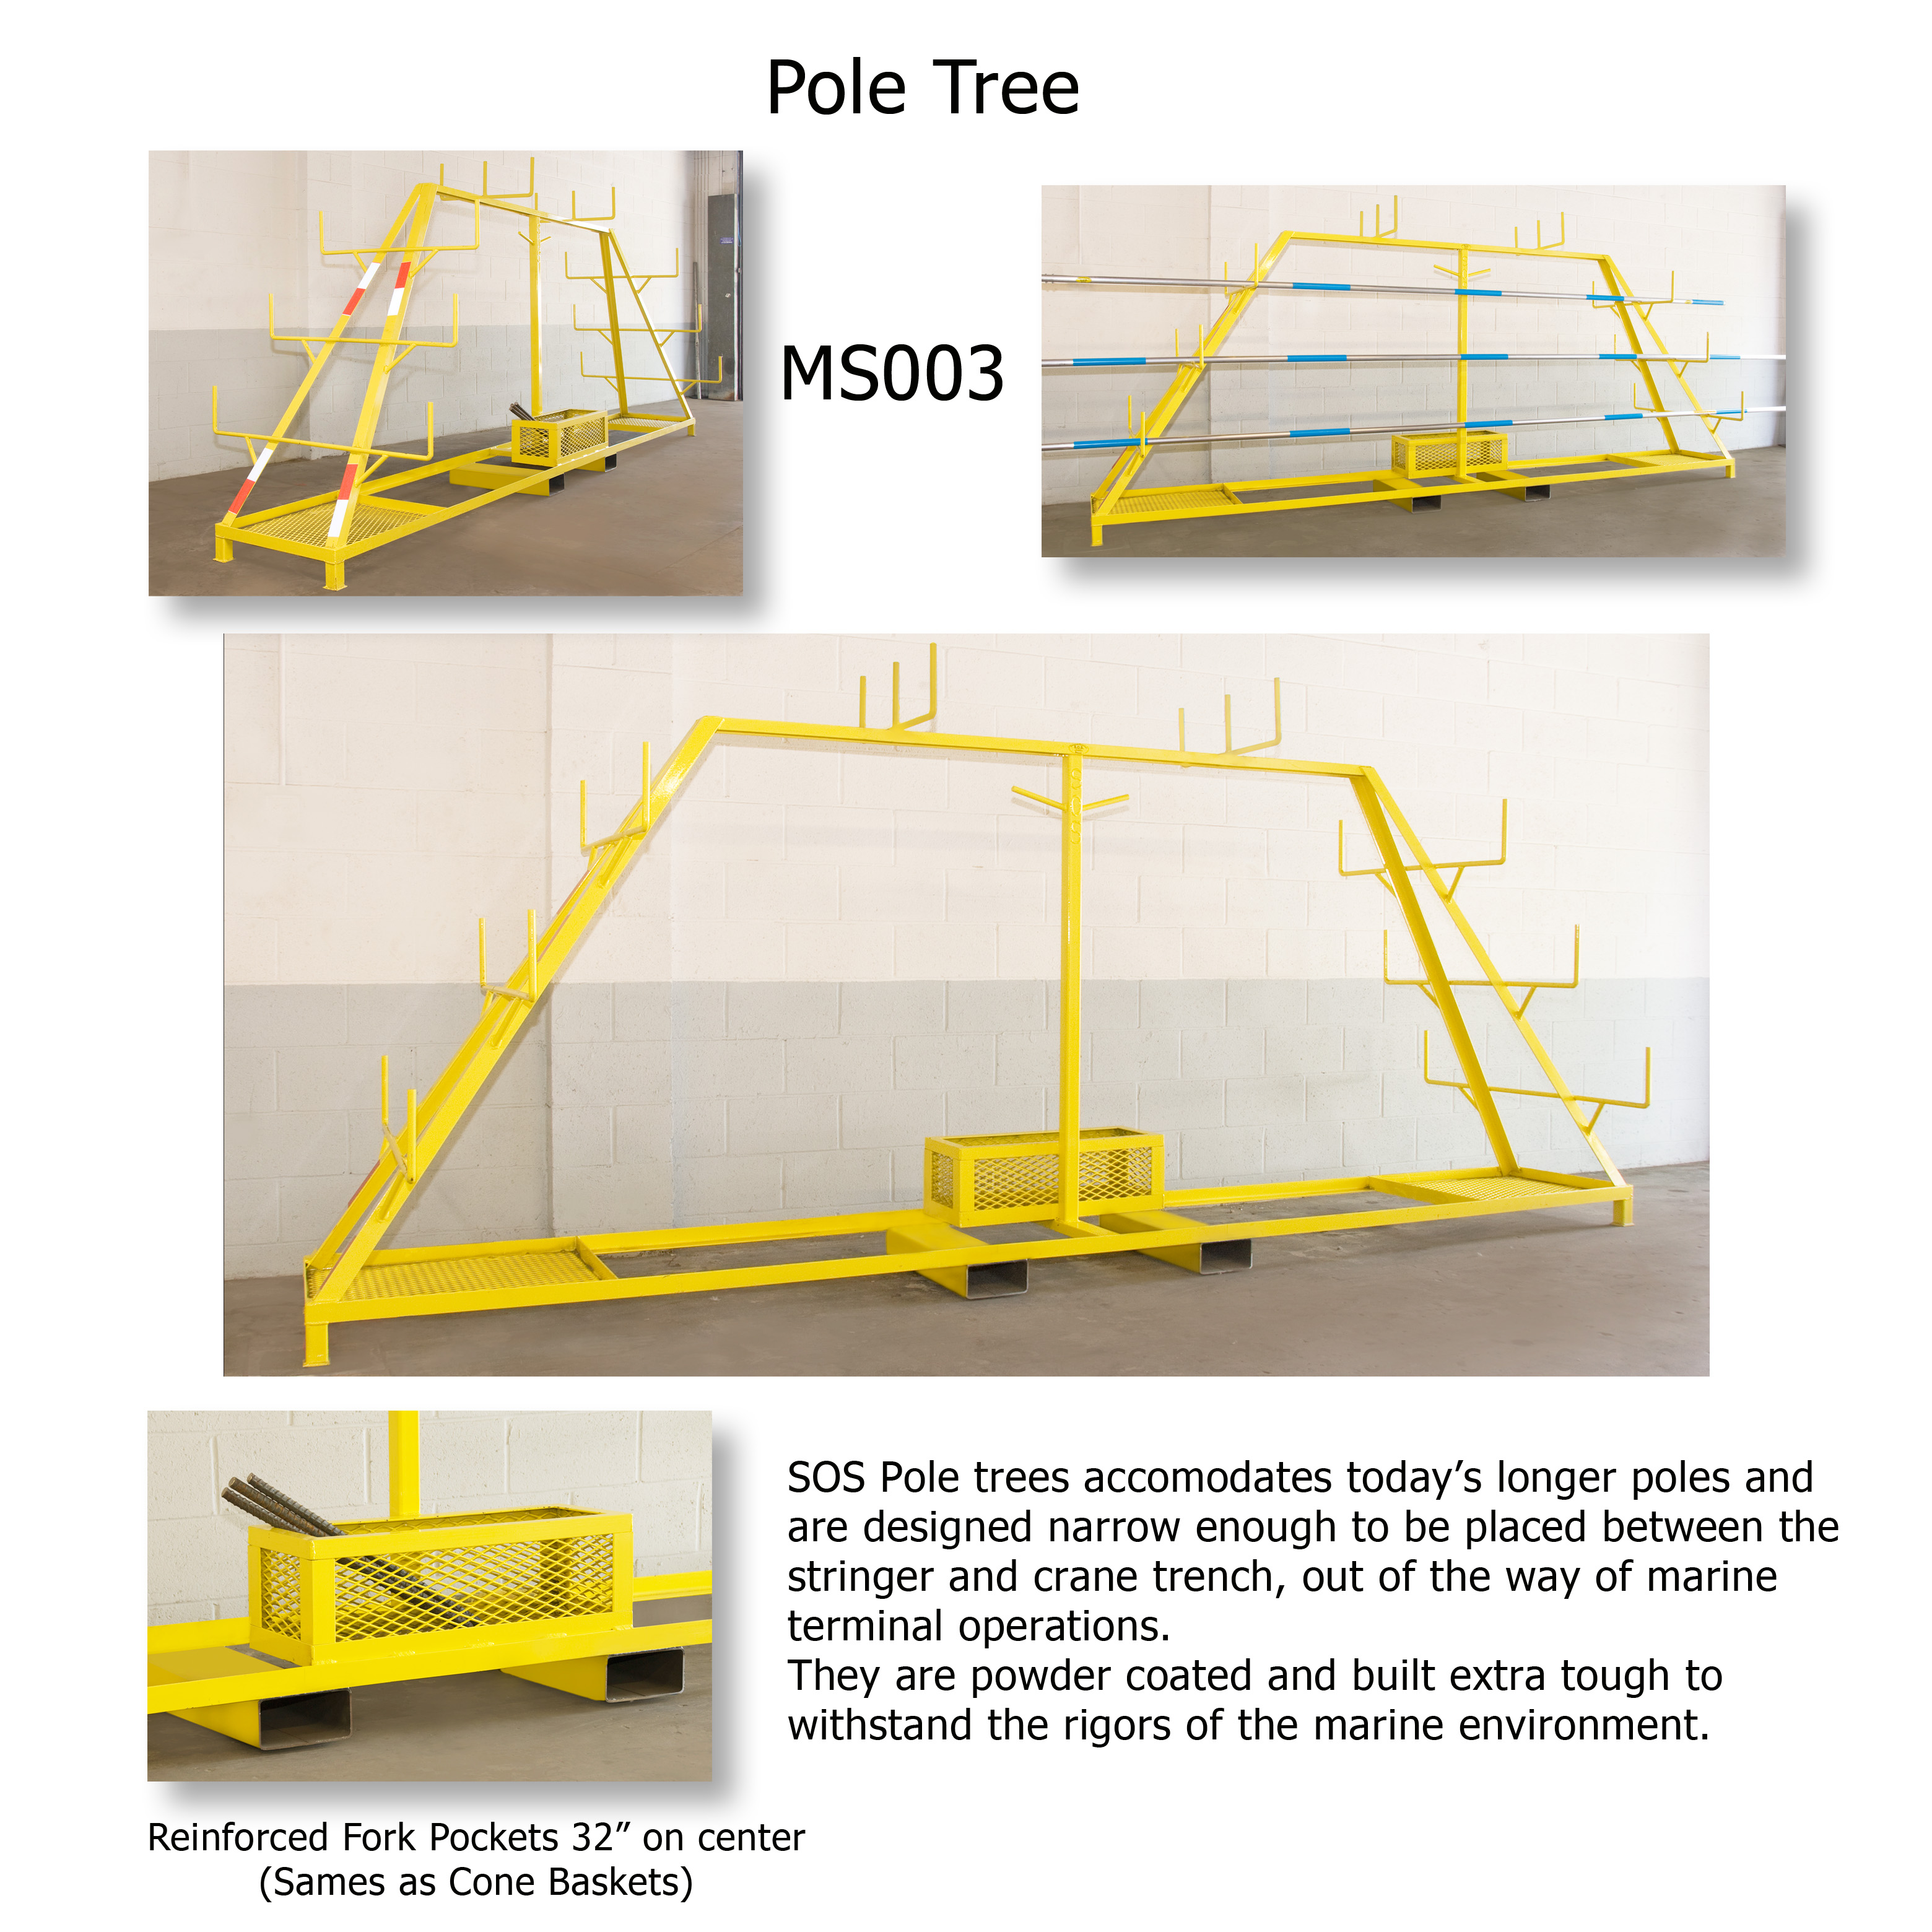 Pole Tree
MS003
SOS Pole trees accomodates today’s longer poles and
are designed narrow enough to be placed between the
stringer and crane trench, out of the way of marine
terminal operations.
They are powder coated and built extra tough to
withstand the rigors of the marine environment.
Reinforced Fork Pockets 32” on center
(Sames as Cone Baskets)